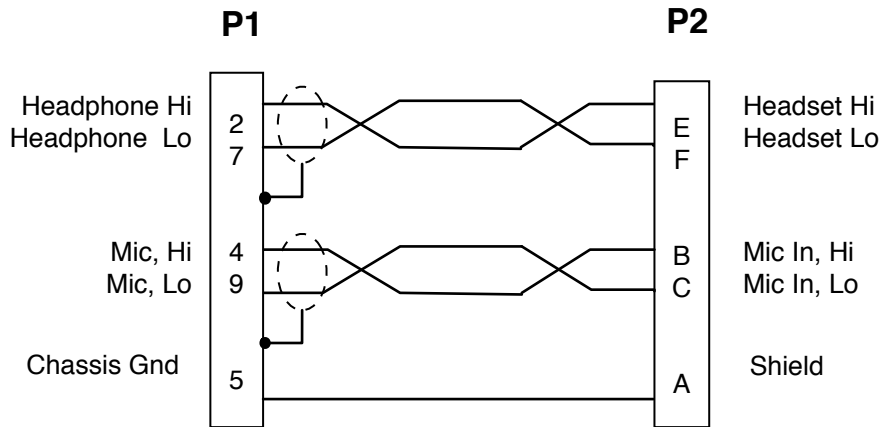 P1 P2
Headphone Hi 2 E Headset Hi
Headphone Lo 7 F Headset Lo
Mic, Hi 4 B Mic In, Hi
Mic, Lo 9 C Mic In, Lo
Chassis Gnd 5 A Shield